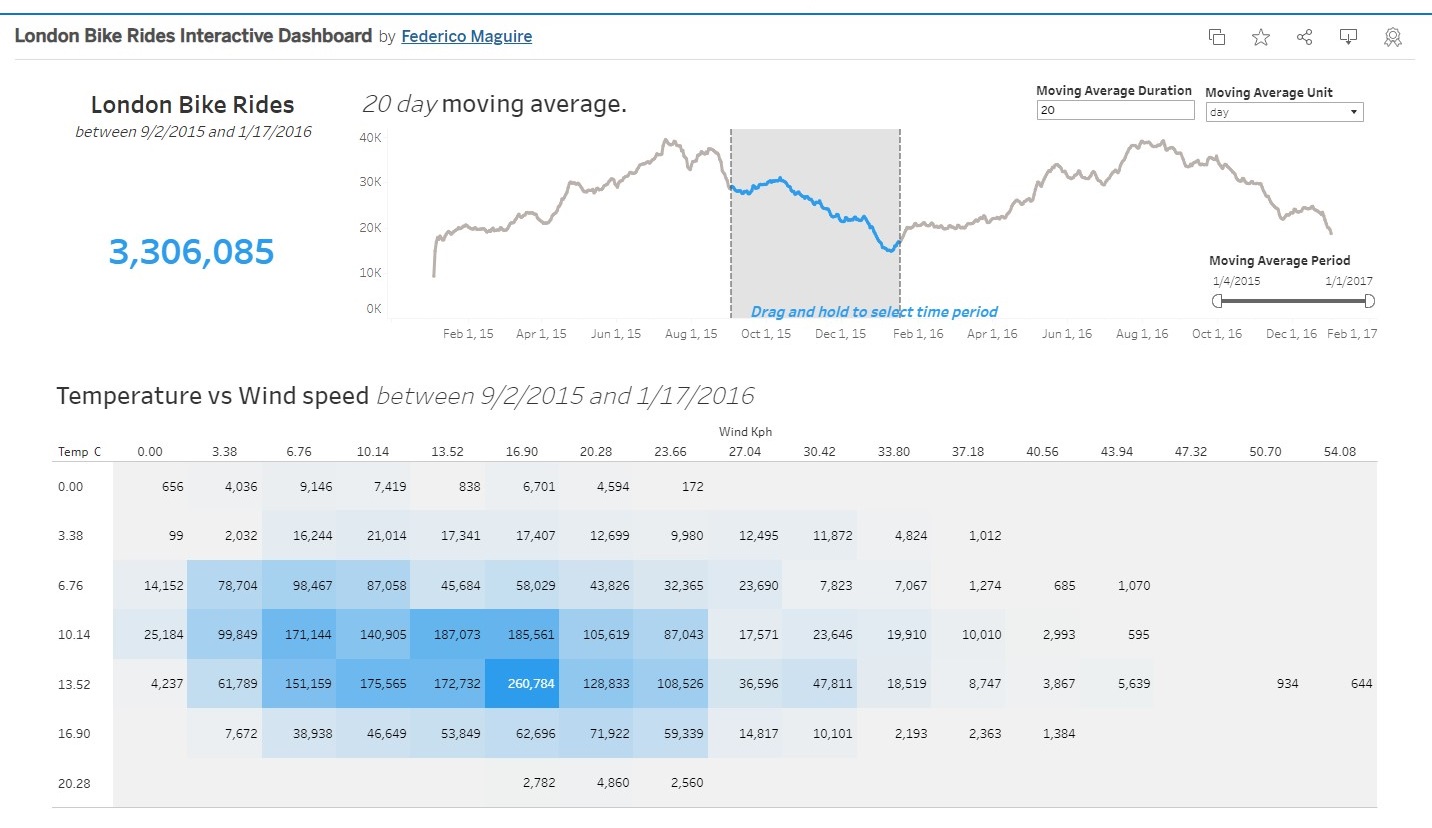 London Bike Rides Interactive Dashboard by Federico Maguire
London Bike Rides
between 9/2/2015 and 1/17/2016
3,306,085
20 day moving average.
Moving Average Duration
20
Moving Average Unit
day
40K
30K
20K
10K
0K
Drag and hold to select time period
Moving Average Period
1/4/2015 1/1/2017
Feb 1, 15 Apr 1, 15 Jun 1, 15 Aug 1, 15 Oct 1, 15 Dec 1, 15 Feb 1, 16 Apr 1, 16 Jun 1, 16 Aug 1, 16 Oct 1, 16 Dec 1, 16 Feb 1, 17
Temperature vs Wind speed between 9/2/2015 and 1/17/2016
Wind Kph
Temp C 0.00 3.38 6.76 10.14 13.52 16.90 20.28 23.66 27.04 30.42 33.80 37.18 40.56 43.94 47.32 50.70 54.08
0.00 656 4,036 9,146 7,419 838 6,701 4,594 172
3.38 99 2,032 16,244 21,014 17,341 17,407 12,699 9,980 12,495 11,872 4,824 1,012
6.76 14,152 78,704 98,467 87,058 45,684 58,029 43,826 32,365 23,690 7,823 7,067 1,274 685 1,070
10.14 25,184 99,849 171,144 140,905 187,073 185,561 105,619 87,043 17,571 23,646 19,910 10,010 2,993 595
13.52 4,237 61,789 151,159 175,565 172,732 260,784 128,833 108,526 36,596 47,811 18,519 8,747 3,867 5,639 934 644
16.90 7,672 38,938 46,649 53,849 62,696 71,922 59,339 14,817 10,101 2,193 2,363 1,384
20.28 2,782 4,860 2,560